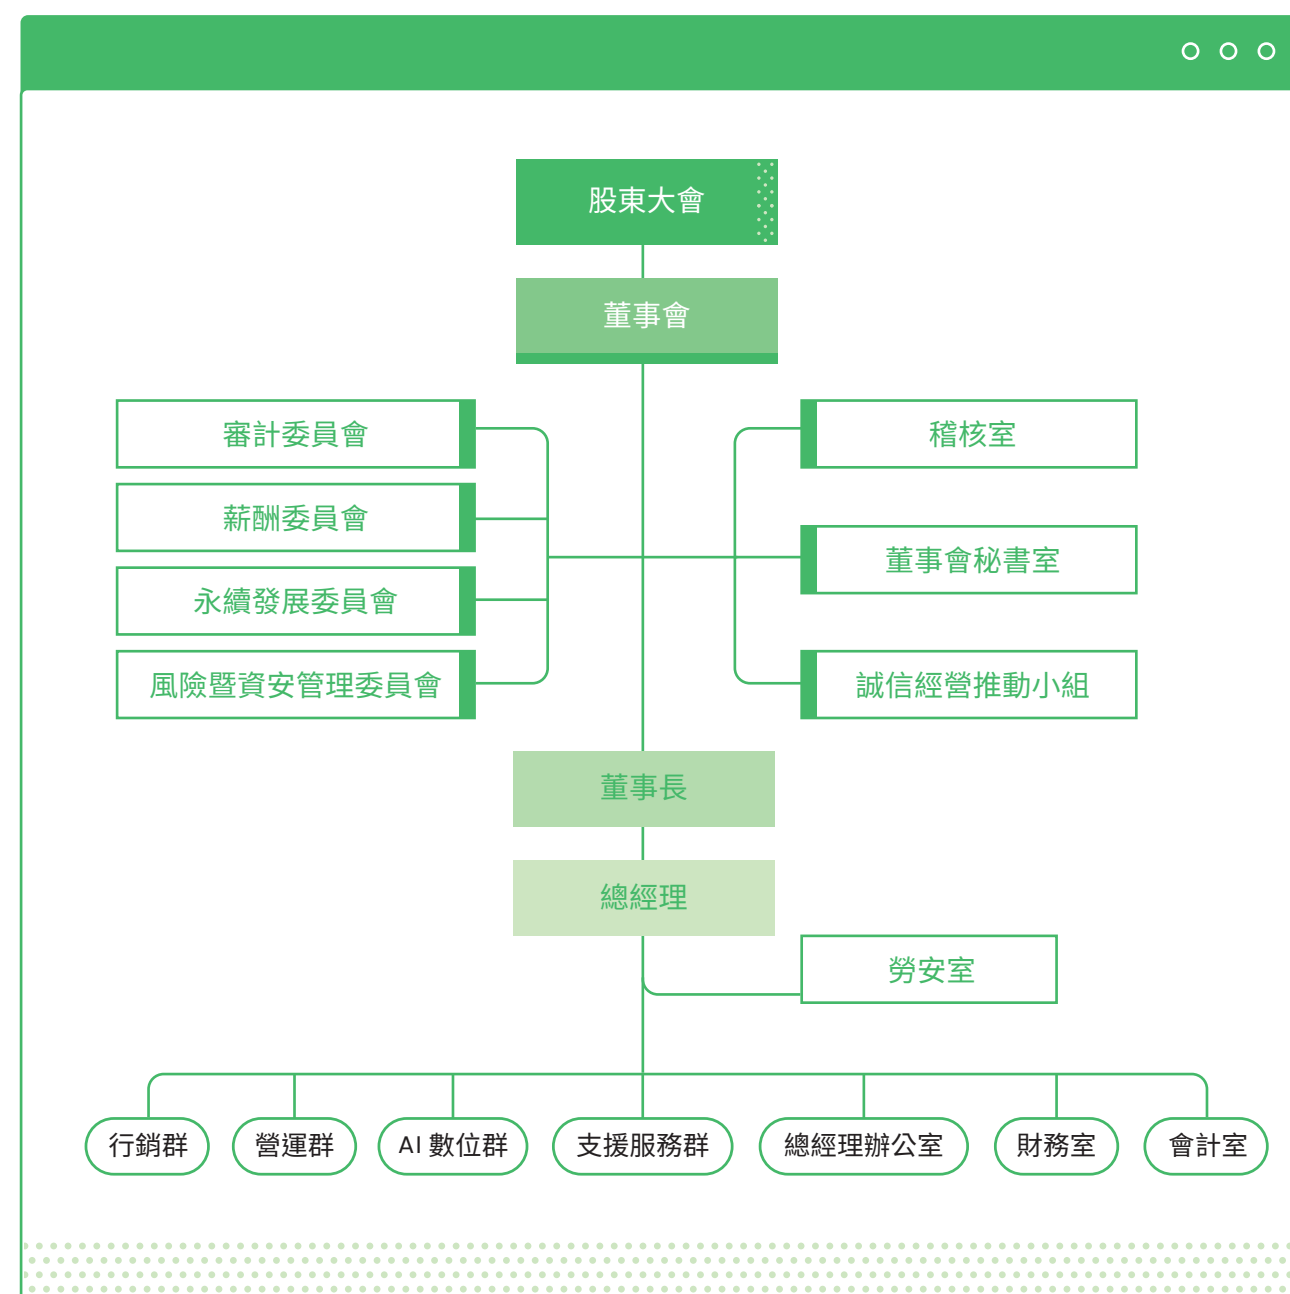 股東大會
董事會
審計委員會
薪酬委員會
永續發展委員會
風險暨資安管理委員會
稽核室
董事會秘書室
誠信經營推動小組
董事長
總經理
勞安室
行銷群
營運群
AI 數位群
支援服務群
總經理辦公室
財務室
會計室